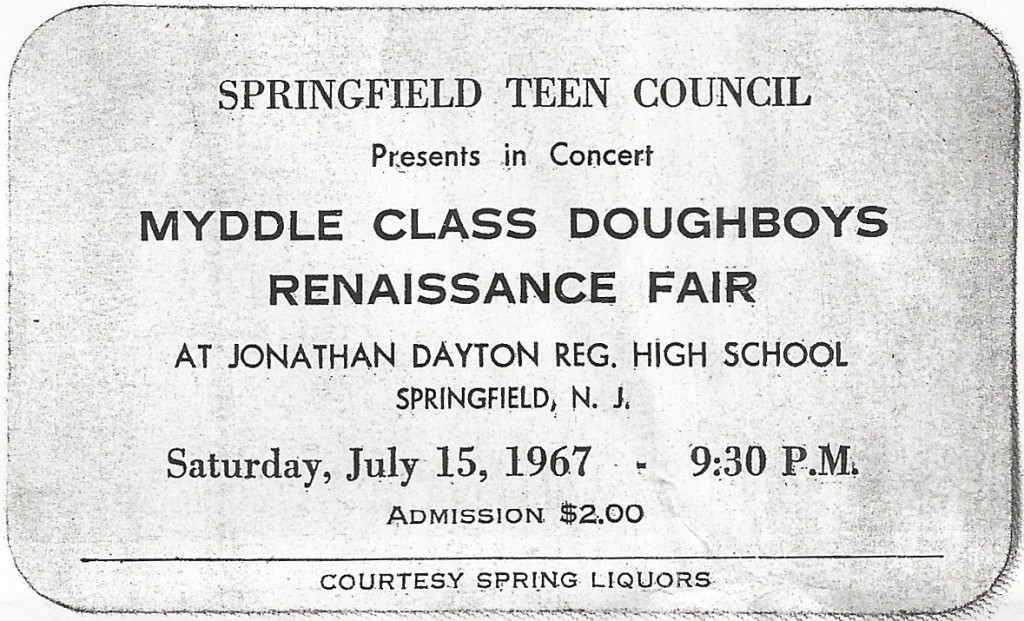 SPRINGFIELD TEEN COUNCIL
Presents in Concert
MYDDLE CLASS DOUGHBOYS
RENAISSANCE FAIR
AT JONATHAN DAYTON REG. HIGH SCHOOL
SPRINGFIELD, N. J.
Saturday, July 15, 1967 - 9:30 P.M.
ADMISSION $2.00
COURTESY SPRING LIQUORS